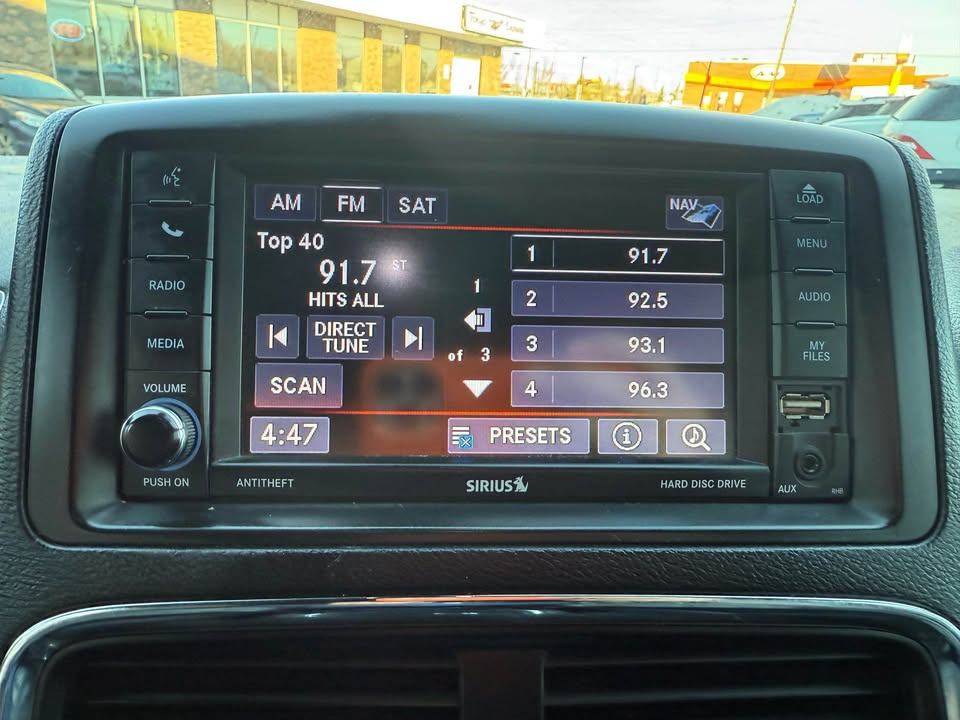 AM FM SAT NAV
Top 40
91.7 ST
HITS ALL
DIRECT
TUNE
SCAN
1
of 3
1 91.7
2 92.5
3 93.1
4 96.3
4:47 PRESETS i
RADIO
MEDIA
VOLUME
PUSH ON
LOAD
MENU
AUDIO
MY
FILES
AUX RHB
ANTITHEFT SIRIUS HARD DISC DRIVE